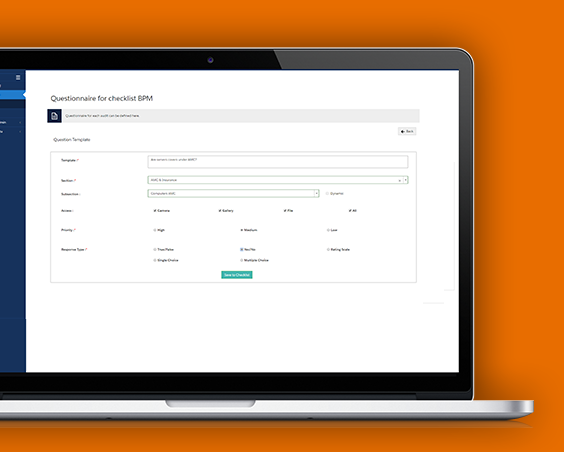 Questionnaire for checklist BPM
Questionnaire for each audit can be defined here.
Back
Question Template
Template *
Are servers covers under AMC?
Section *
AMC & Insurance
Subsection :
Computers AMC
Dynamic
Access :
Camera
Gallery
File
All
Priority *
High
Medium
Low
Response Type *
True/False
Yes/No
Rating Scale
Single Choice
Multiple Choice
Save to Checklist